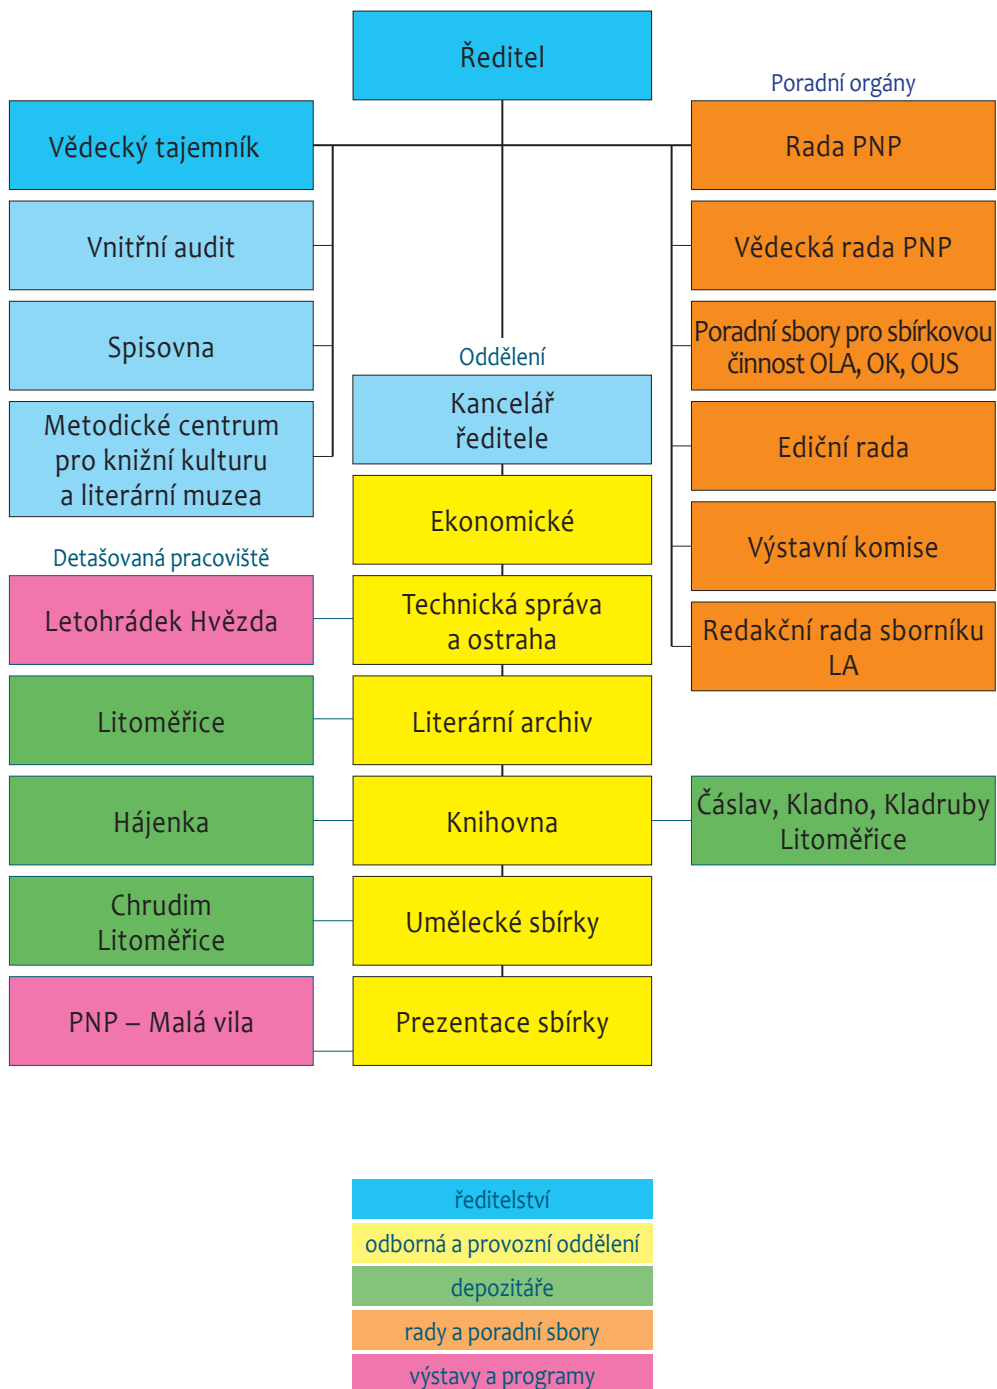 Ředitel
Poradní orgány
Vědecký tajemník
Rada PNP
Vnitřní audit
Vědecká rada PNP
Spisovna
Poradní sbory pro sbírkovou
činnost OLA, OK, OUS
Oddělení
Kancelář
ředitele
Metodické centrum
pro knižní kulturu
a literární muzea
Ediční rada
Ekonomické
Výstavní komise
Detašovaná pracoviště
Letohrádek Hvězda
Technická správa
a ostraha
Redakční rada sborníku
LA
Litoměřice
Literární archiv
Hájenka
Knihovna
Čáslav, Kladno, Kladruby
Litoměřice
Chrudim
Litoměřice
Umělecké sbírky
PNP – Malá vila
Prezentace sbírky
ředitelství
odborná a provozní oddělení
depozitáře
rady a poradní sbory
výstavy a programy